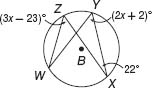 (3x – 23)°
Z
Y
(2x + 2)°
B
W
22°
X